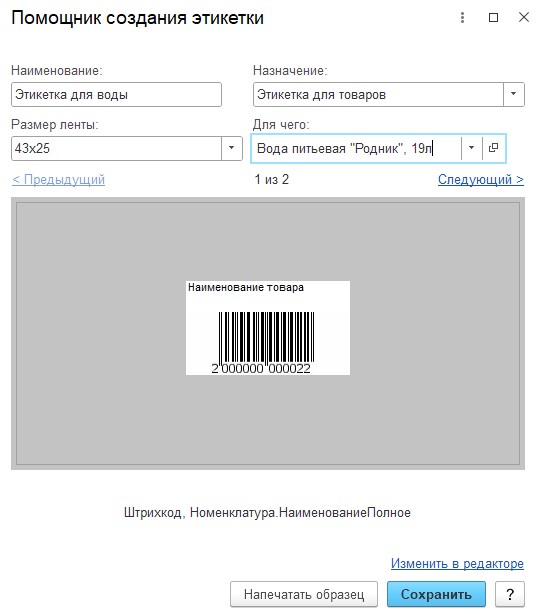 Помощник создания этикетки
Наименование: Назначение:
Этикетка для воды Этикетка для товаров
Размер ленты: Для чего:
43x25 Вода питьевая "Родник", 19л
< Предыдущий 1 из 2 Следующий >
Наименование товара
2 000000 000022
Штрихкод, Номенклатура.НаименованиеПолное
Изменить в редакторе
Напечатать образец Сохранить ?